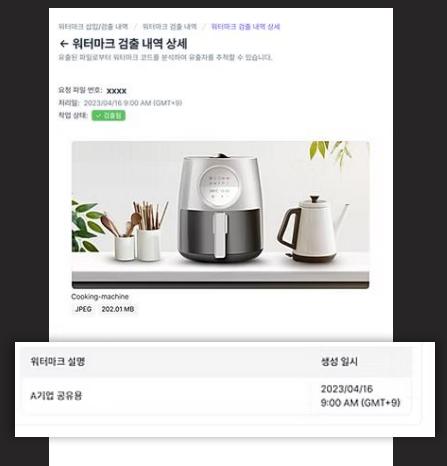 워터마크 삽입/검출 내역 / 워터마크 검출 내역 / 워터마크 검출 내역 상세
← 워터마크 검출 내역 상세
유출된 파일로부터 워터마크 코드를 분석하여 유출자를 추적할 수 있습니다.
요청 파일 번호: xxxx
처리일: 2023/04/16 9:00 AM (GMT+9)
작업 상태: ✓ 검출됨
Cooking-machine
JPEG 202.01 MB
워터마크 설명 생성 일시
A기업 공유용 2023/04/16
9:00 AM (GMT+9)